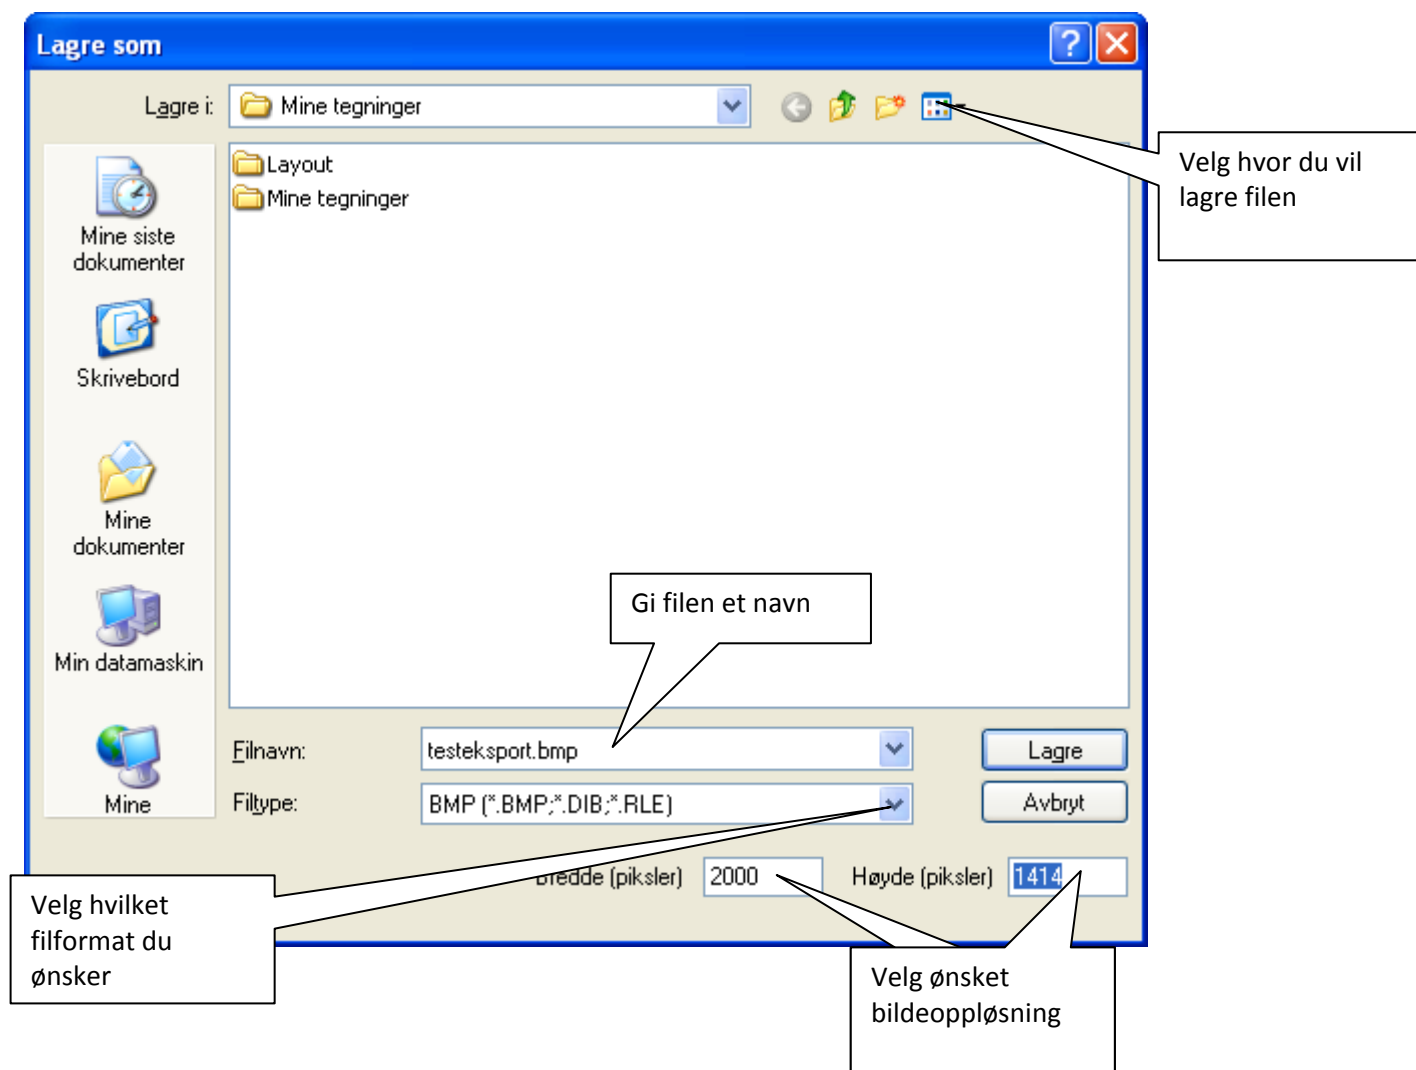 Lagre som
Lagre i:
Mine tegninger
Layout
Mine tegninger
Velg hvor du vil
lagre filen
Mine siste
dokumenter
Skrivebord
Mine
dokumenter
Min datamaskin
Mine
Gi filen et navn
Filnavn:
testeksport.bmp
Lagre
Filtype:
BMP (*.BMP;*.DIB;*.RLE)
Avbryt
Bredde (piksler)
2000
Høyde (piksler)
1414
Velg hvilket
filformat du
ønsker
Velg ønsket
bildeoppløsning